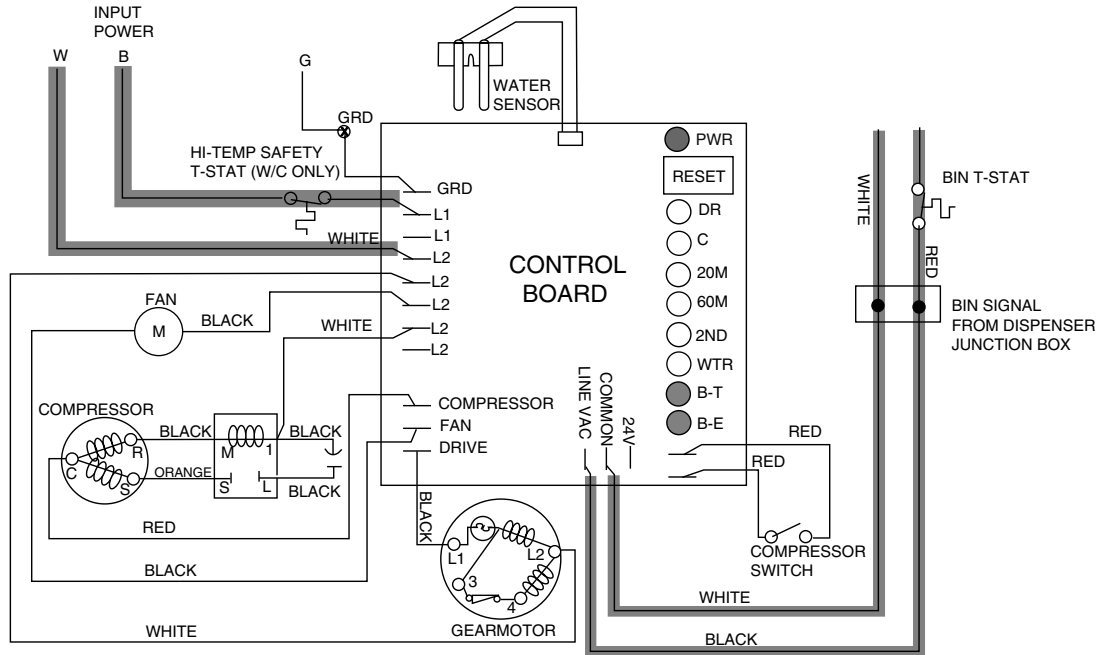 INPUT
POWER
W
B
G
GRD
WATER
SENSOR
HI-TEMP SAFETY
T-STAT (W/C ONLY)
GRD
L1
L1
WHITE
L2
L2
L2
L2
L2
FAN
M
BLACK
WHITE
CONTROL
BOARD
PWR
RESET
DR
C
20M
60M
2ND
WTR
B-T
B-E
WHITE
BIN T-STAT
RED
BIN SIGNAL
FROM DISPENSER
JUNCTION BOX
LINE VAC
COMMON
24V
COMPRESSOR
FAN
DRIVE
COMPRESSOR
R
C
S
BLACK
ORANGE
M
1
S
L
BLACK
BLACK
RED
BLACK
WHITE
BLACK
L1
L2
3
4
GEARMOTOR
RED
RED
COMPRESSOR
SWITCH
WHITE
BLACK